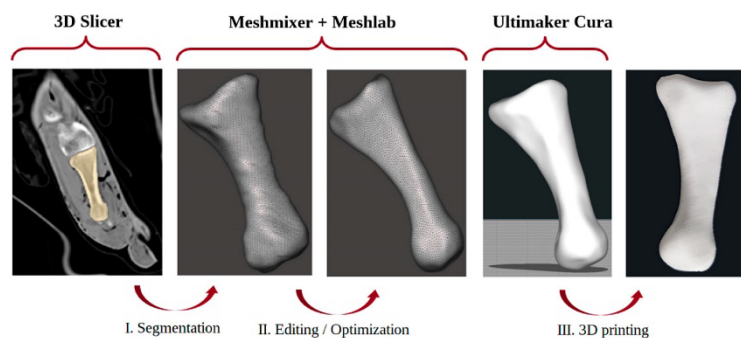 3D Slicer
Meshmixer + Meshlab
Ultimaker Cura
I. Segmentation
II. Editing / Optimization
III. 3D printing